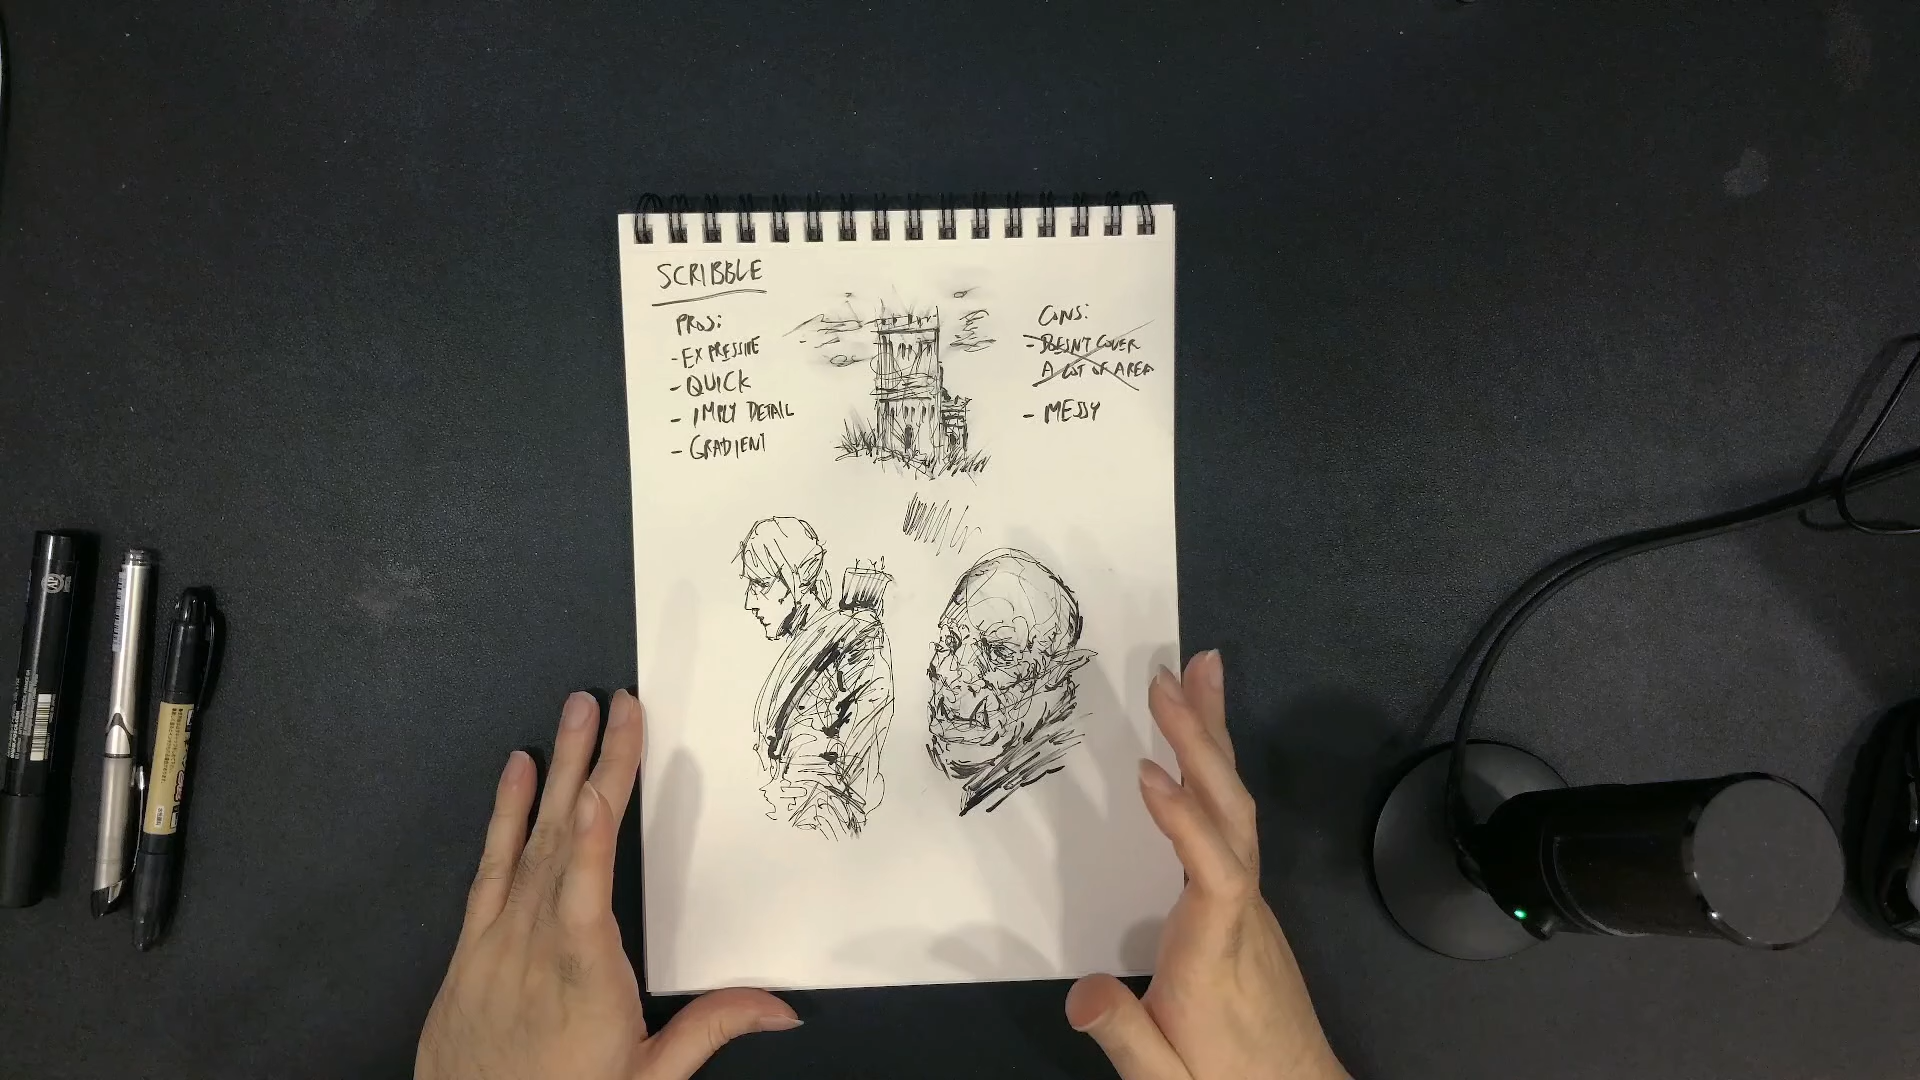 SCRIBBLE
PROS:
- EXPRESSIVE
- QUICK
- IMPLY DETAIL
- GRADIENT
CONS:
- DOESN'T COVER
A LOT OF AREA
- MESSY